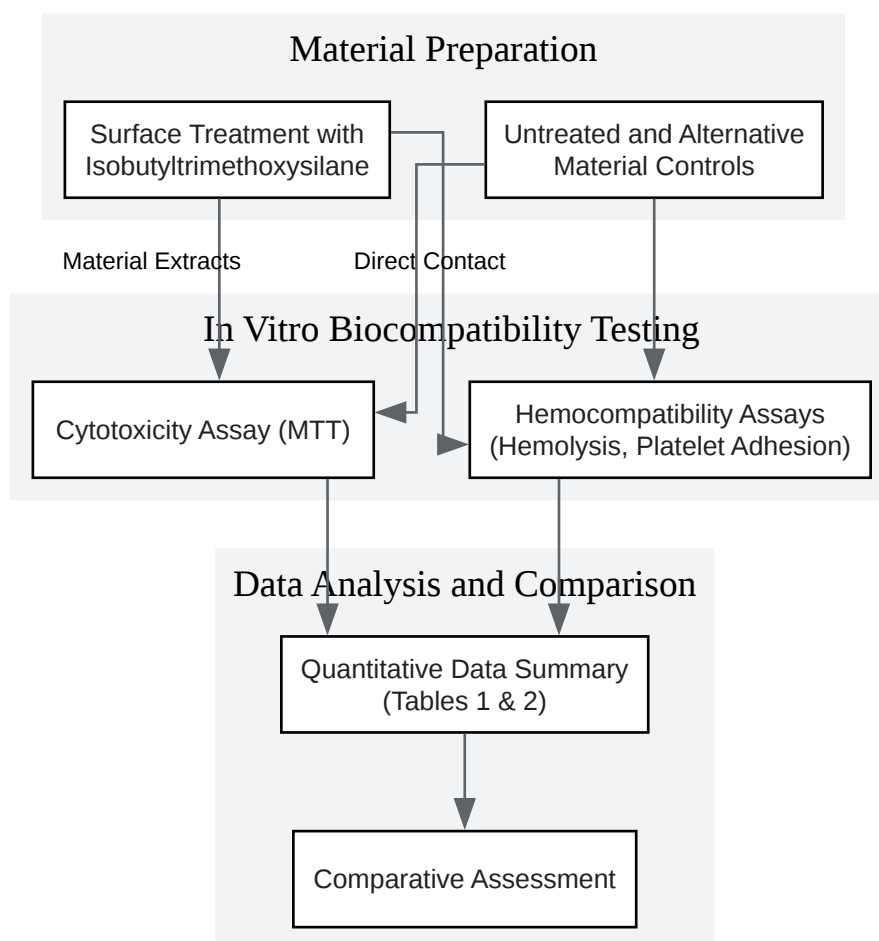 Material Preparation
Surface Treatment with
Isobutyltrimethoxysilane
Untreated and Alternative
Material Controls
Material Extracts
Direct Contact
In Vitro Biocompatibility Testing
Cytotoxicity Assay (MTT)
Hemocompatibility Assays
(Hemolysis, Platelet Adhesion)
Data Analysis and Comparison
Quantitative Data Summary
(Tables 1 & 2)
Comparative Assessment